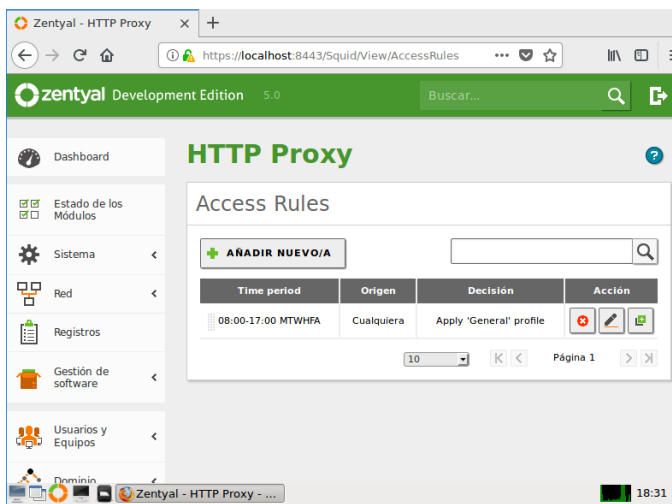 Zentyal - HTTP Proxy
https://localhost:8443/Squid/View/AccessRules
zentyal Development Edition 5.0
Buscar...
HTTP Proxy
Dashboard
Estado de los
Módulos
Sistema
Red
Registros
Gestión de
software
Usuarios y
Equipos
Dominio
Access Rules
AÑADIR NUEVO/A
Time period Origen Decisión Acción
08:00-17:00 MTWHFA Cualquiera Apply 'General' profile
10 Página 1
Zentyal - HTTP Proxy - ...
18:31